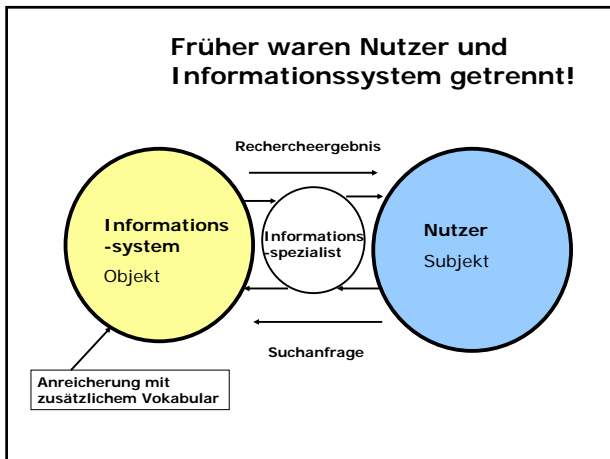 Früher waren Nutzer und
Informationssystem getrennt!
Rechercheergebnis
Informations
-system
Objekt
Informations
-spezialist
Nutzer
Subjekt
Suchanfrage
Anreicherung mit
zusätzlichem Vokabular